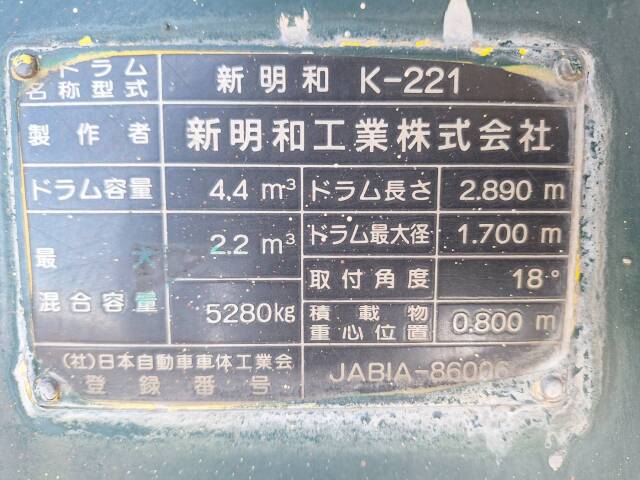 ドラム
名称型式
新明和 K-221
製作者
新明和工業株式会社
ドラム容量
4.4 m³
ドラム長さ
2.890 m
最大
混合容量
2.2 m³
5280kg
ドラム最大径
1.700 m
取付角度
18°
積載物
重心位置
0.800 m
(社)日本自動車車体工業会
登録番号
JABIA-86006